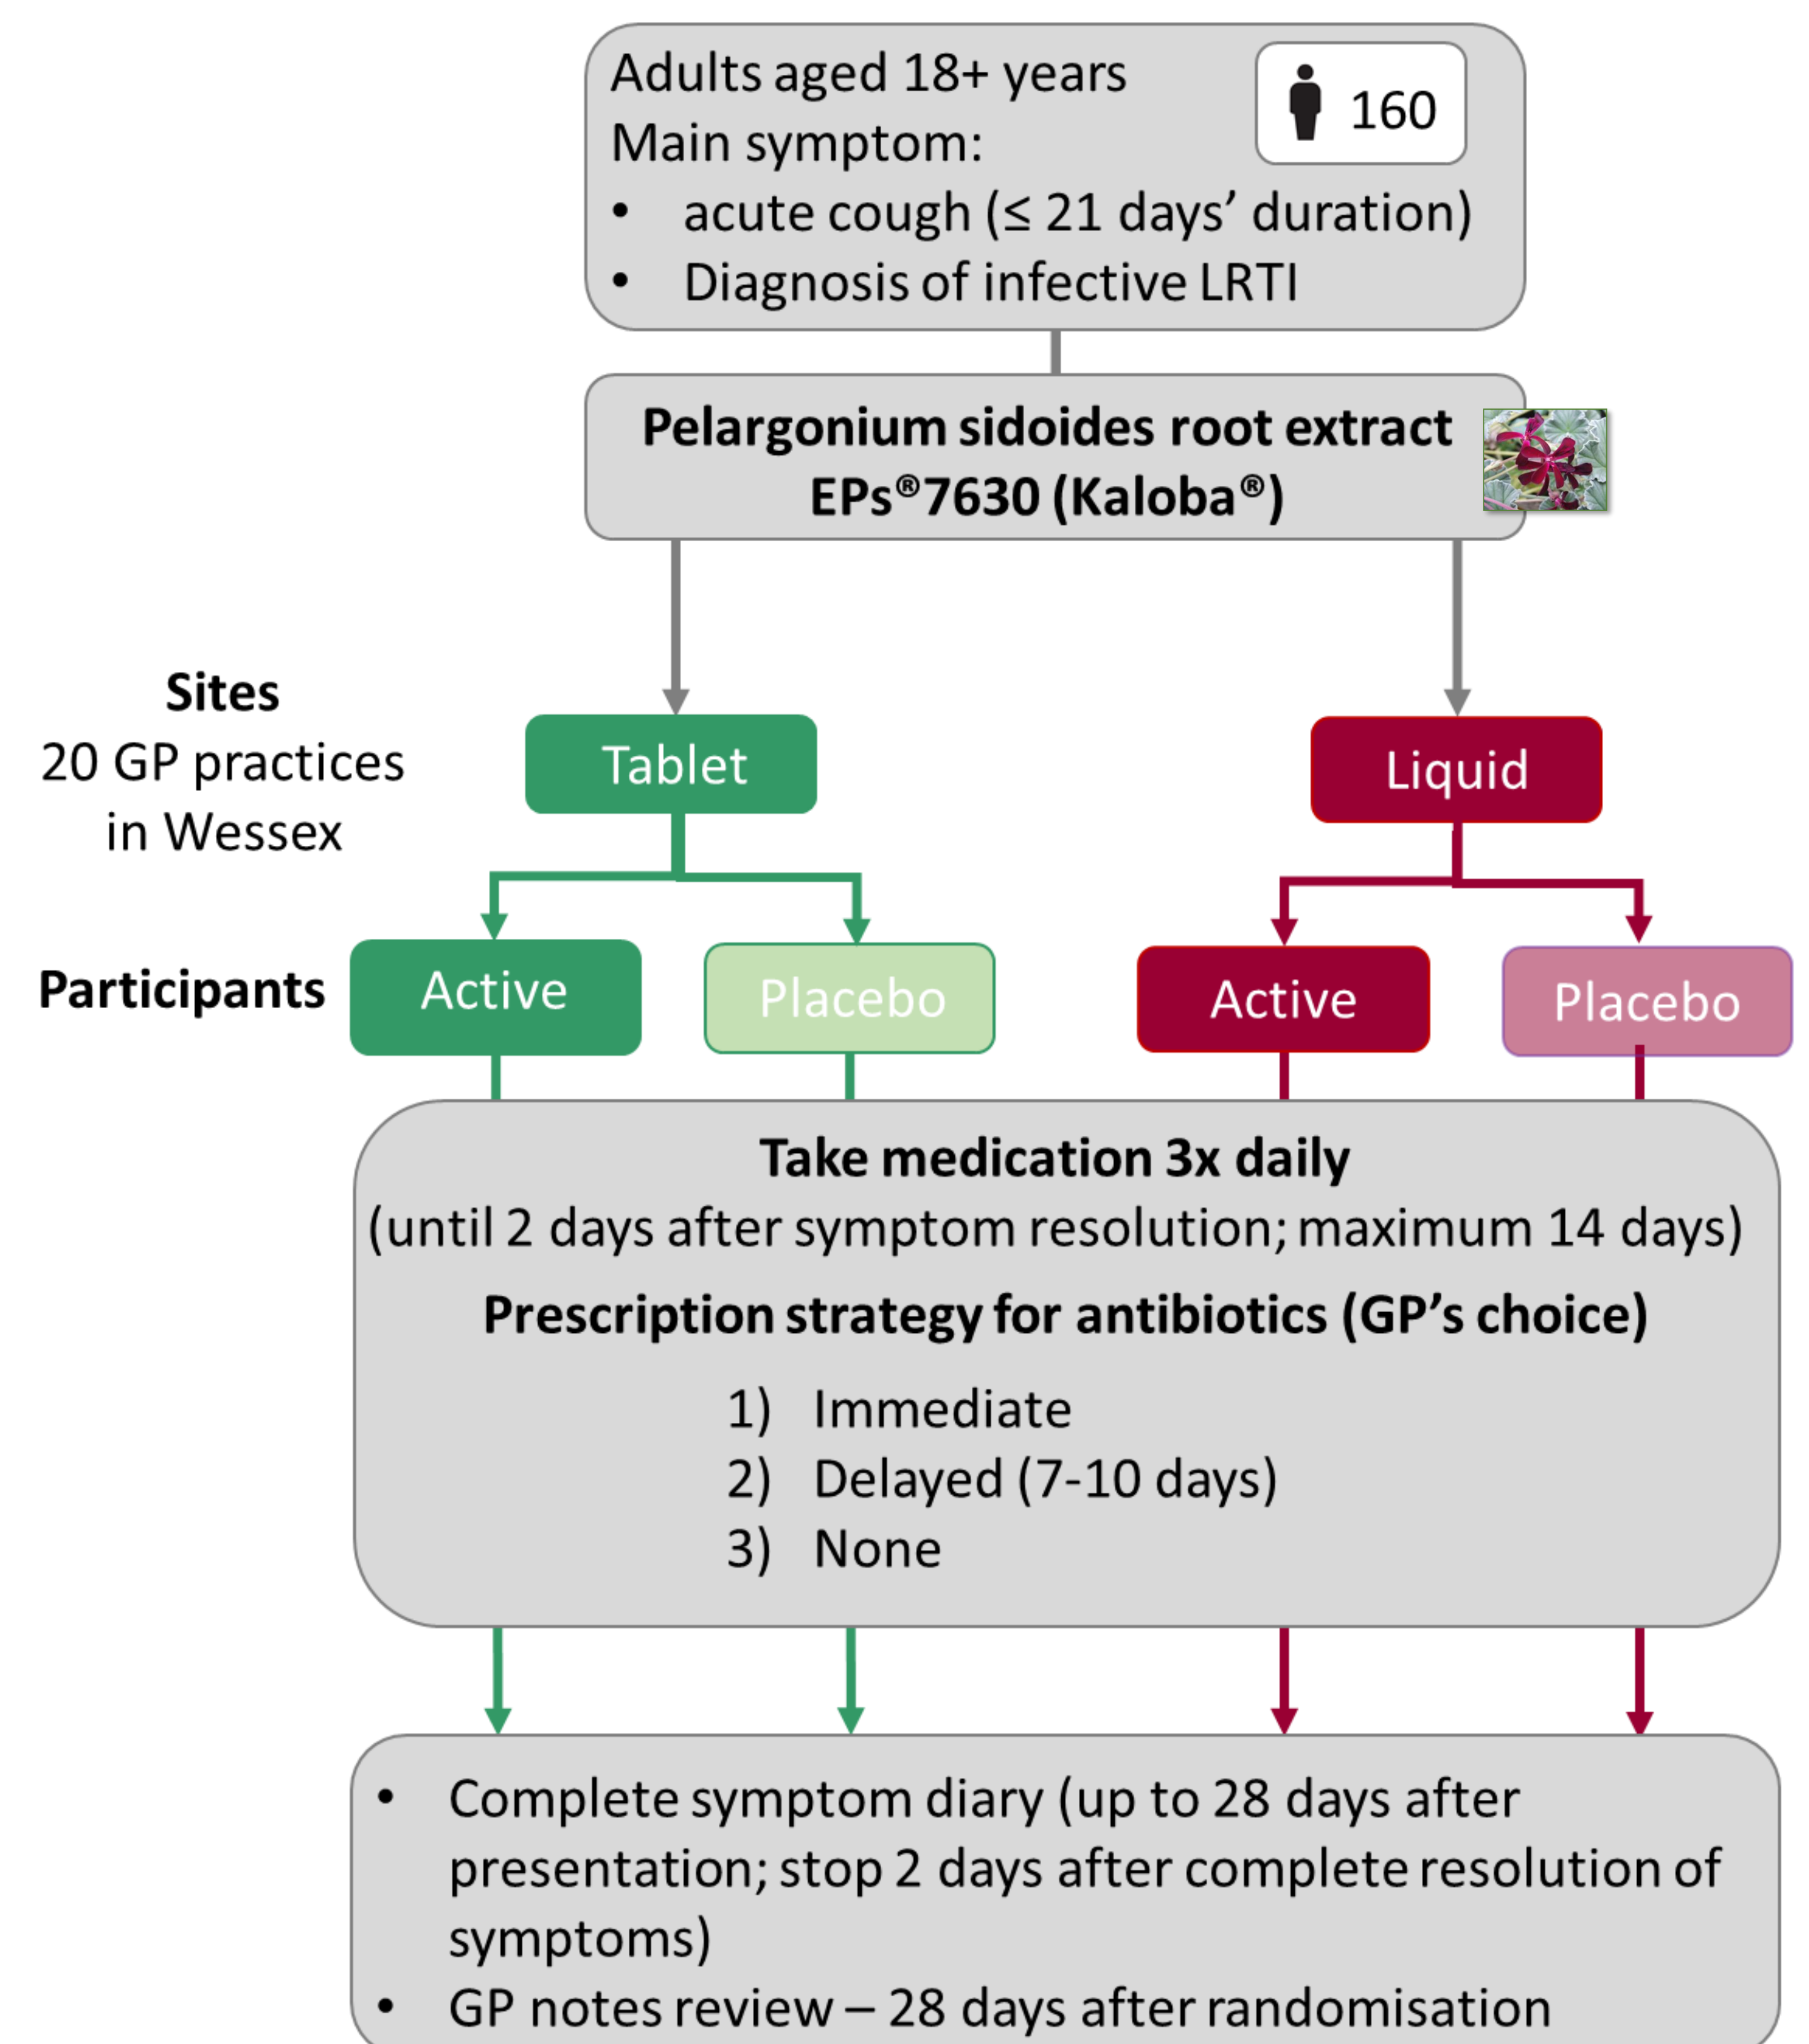 Adults aged 18+ years
160
Main symptom:
• acute cough (≤ 21 days’ duration)
• Diagnosis of infective LRTI
Pelargonium sidoides root extract
EPs®7630 (Kaloba®)
Sites
20 GP practices
in Wessex
Tablet
Liquid
Participants
Active
Placebo
Active
Placebo
Take medication 3x daily
(until 2 days after symptom resolution; maximum 14 days)
Prescription strategy for antibiotics (GP’s choice)
1) Immediate
2) Delayed (7-10 days)
3) None
• Complete symptom diary (up to 28 days after
presentation; stop 2 days after complete resolution of
symptoms)
• GP notes review – 28 days after randomisation